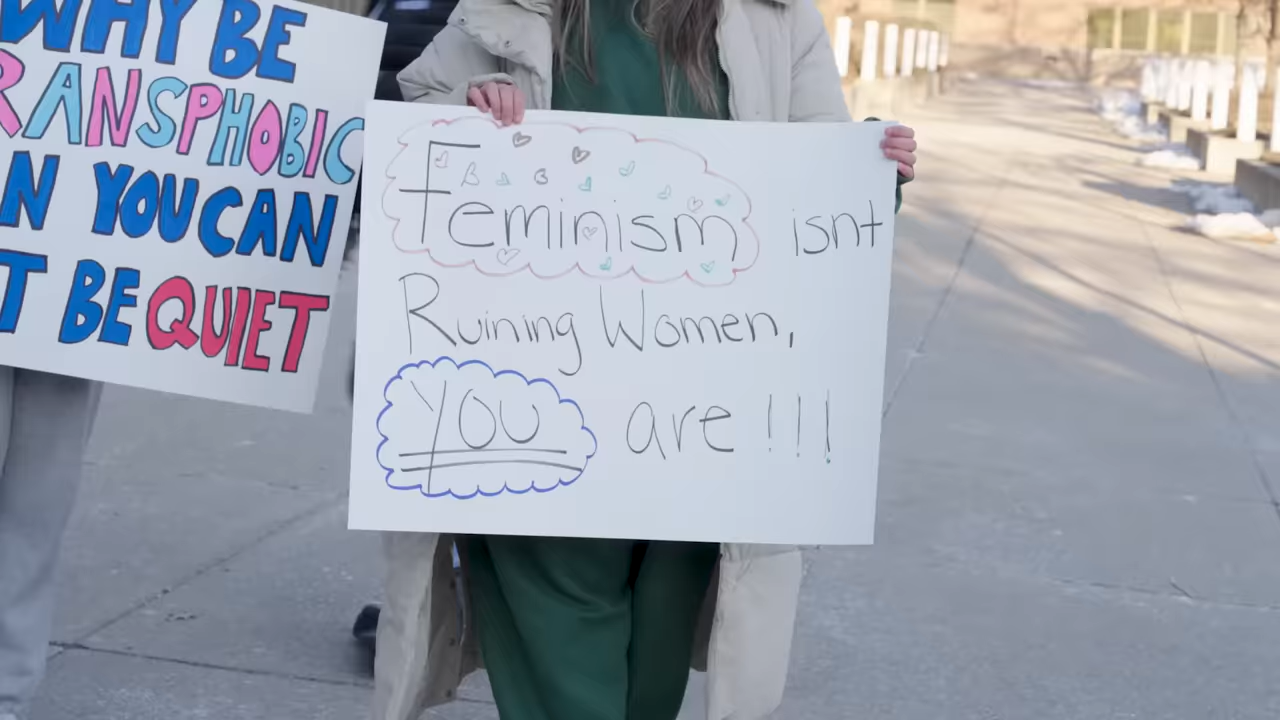 WHY BE
RANSPHOBIC
N YOU CAN
T BE QUIET
Feminism isnt
Ruining Women,
YOU are!!!